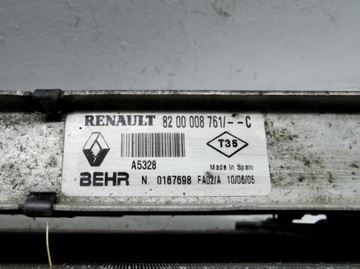 RENAULT 82 00 008 761/--C
T35
A5328
Made in Spain
BEHR N. 0167698 FA02/A 10/06/05